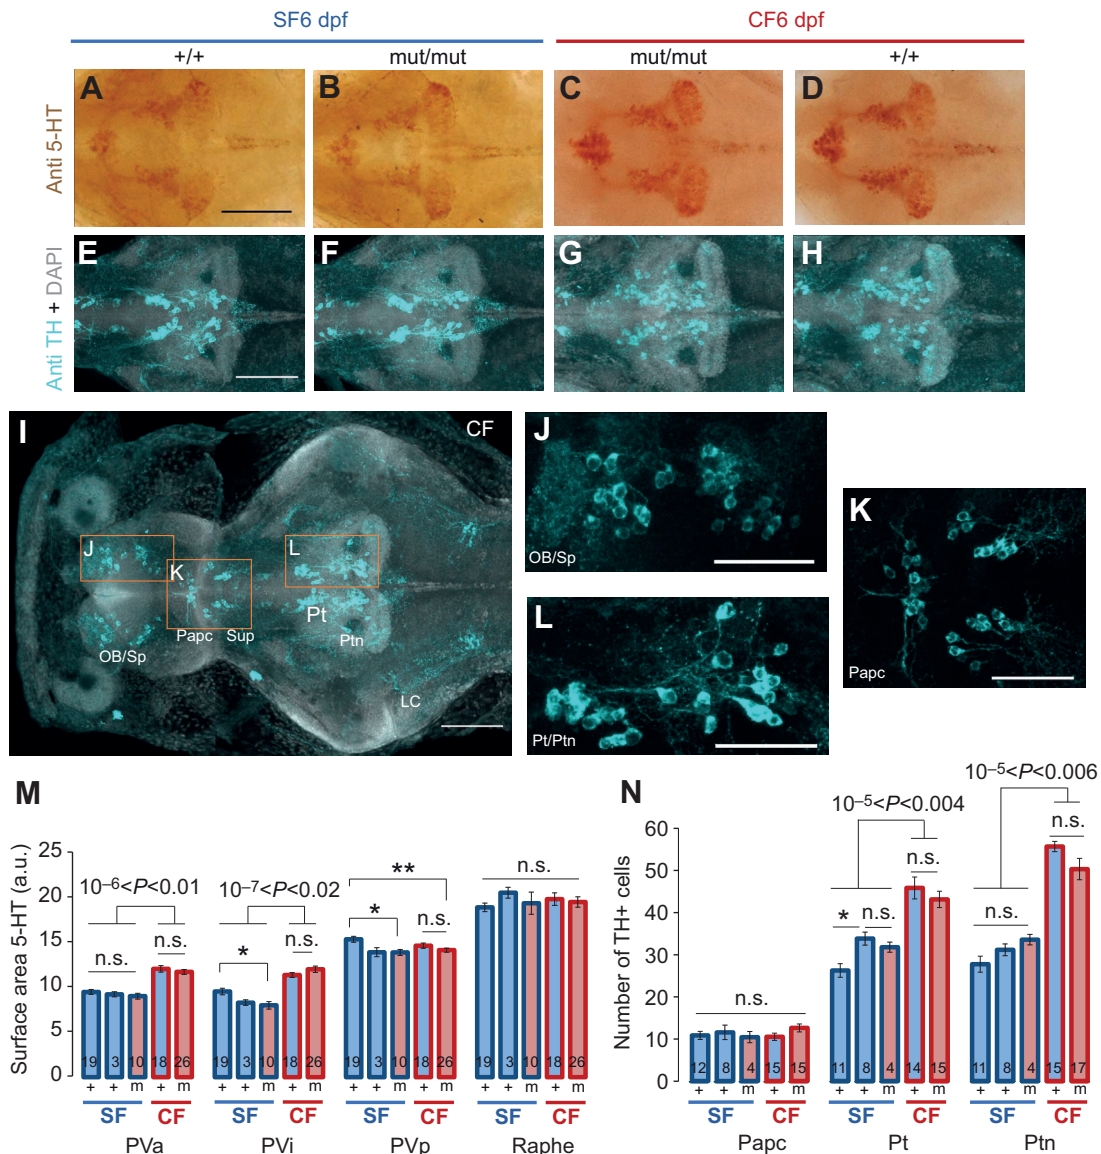 SF6 dpf
CF6 dpf
+/+
mut/mut
mut/mut
+/+
Anti 5-HT
A
B
C
D
Anti TH + DAPI
E
F
G
H
I
CF
J
K
L
Papc
Sup
Pt
Ptn
OB/Sp
LC
J
OB/Sp
K
Papc
L
Pt/Ptn
M
Surface area 5-HT (a.u.)
25
20
15
10
5
0
10⁻⁶<P<0.01
10⁻⁷<P<0.02
**
n.s.
n.s.
n.s.
*
n.s.
*
n.s.
19 3 10 18 26
19 3 10 18 26
19 3 10 18 26
19 3 10 18 26
+ + m + m
+ + m + m
+ + m + m
+ + m + m
SF CF
SF CF
SF CF
SF CF
PVa
PVi
PVp
Raphe
N
Number of TH+ cells
60
50
40
30
20
10
0
10⁻⁵<P<0.006
10⁻⁵<P<0.004
n.s.
n.s.
* n.s.
n.s.
n.s.
12 8 4 15 15
11 8 4 14 15
11 8 4 15 17
+ + m + m
+ + m + m
+ + m + m
SF CF
SF CF
SF CF
Papc
Pt
Ptn